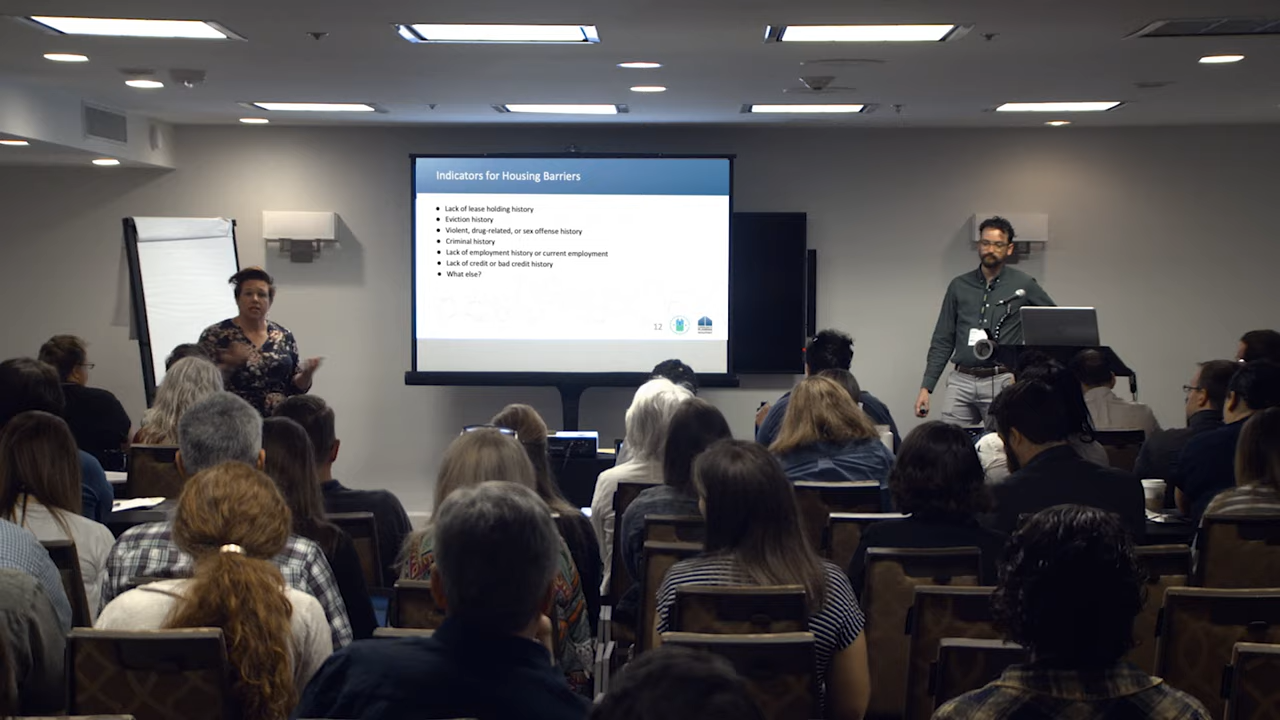 Indicators for Housing Barriers
● Lack of lease holding history
● Eviction history
● Violent, drug-related, or sex offense history
● Criminal history
● Lack of employment history or current employment
● Lack of credit or bad credit history
● What else?
12